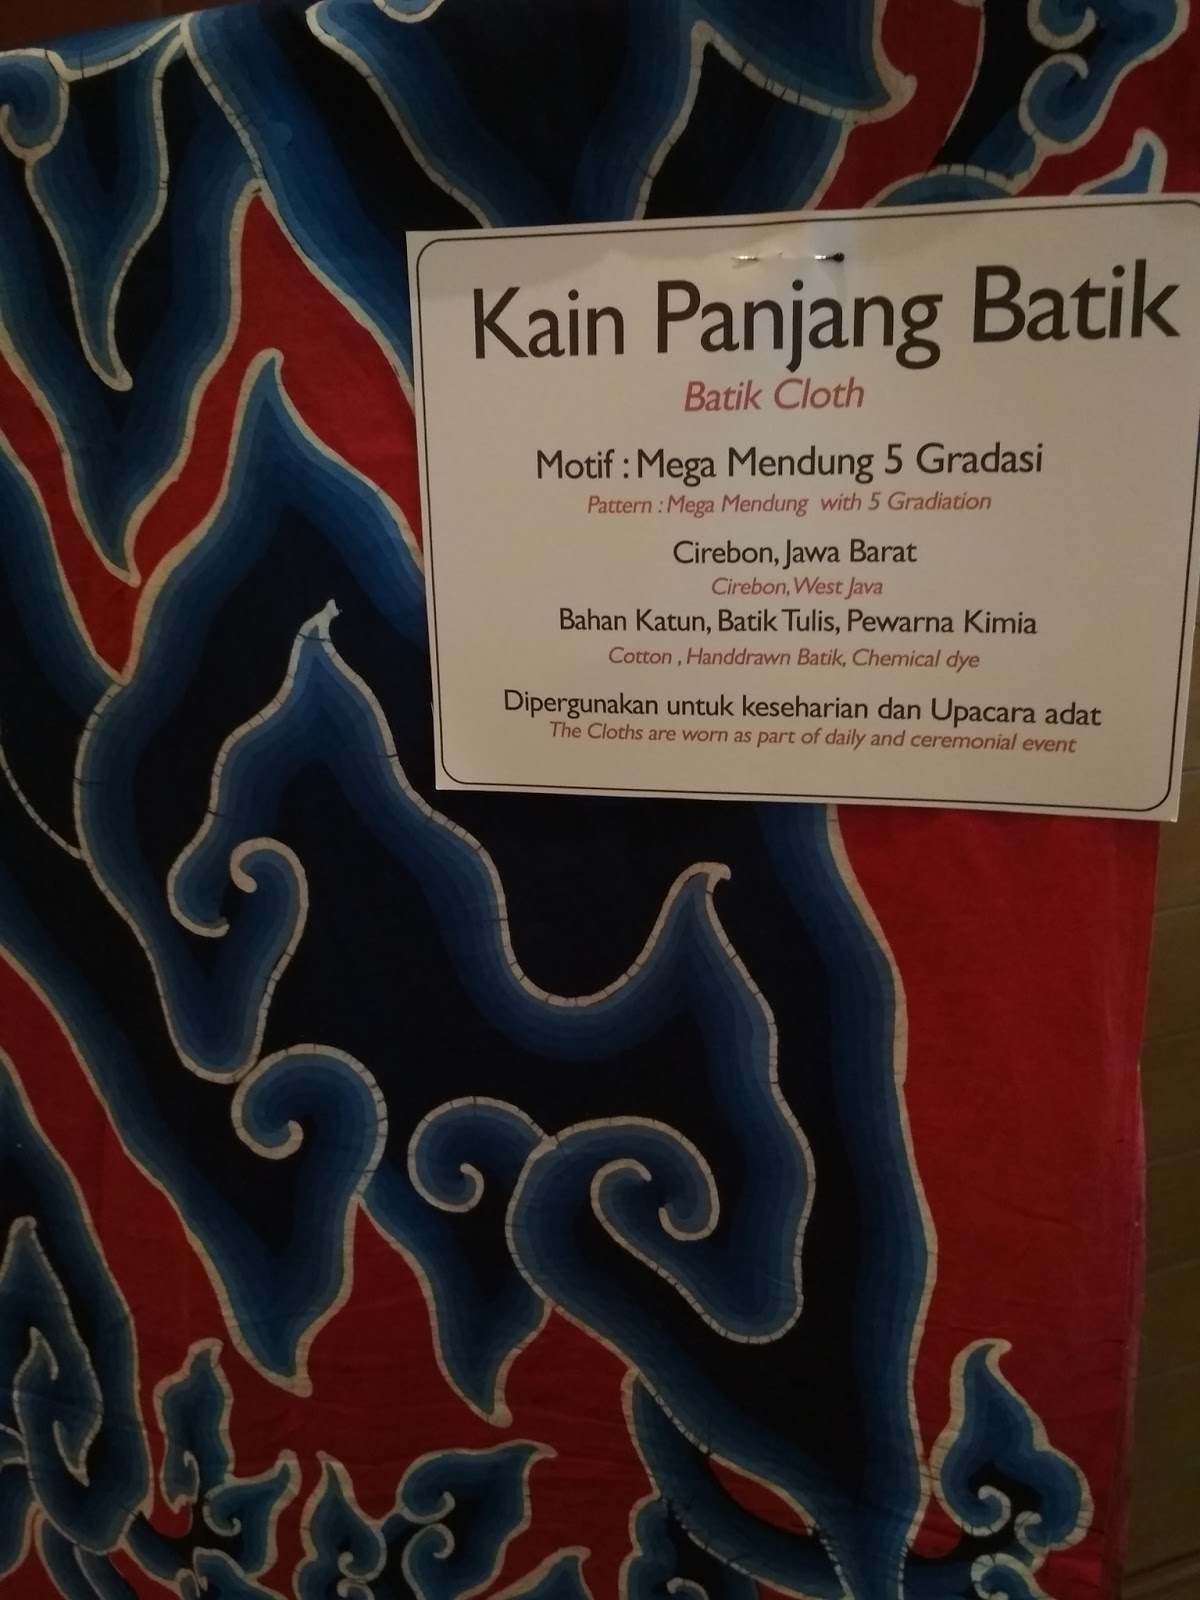 Kain Panjang Batik
Batik Cloth
Motif : Mega Mendung 5 Gradasi
Pattern : Mega Mendung with 5 Gradiation
Cirebon, Jawa Barat
Cirebon, West Java
Bahan Katun, Batik Tulis, Pewarna Kimia
Cotton , Handdrawn Batik, Chemical dye
Dipergunakan untuk keseharian dan Upacara adat
The Cloths are worn as part of daily and ceremonial event